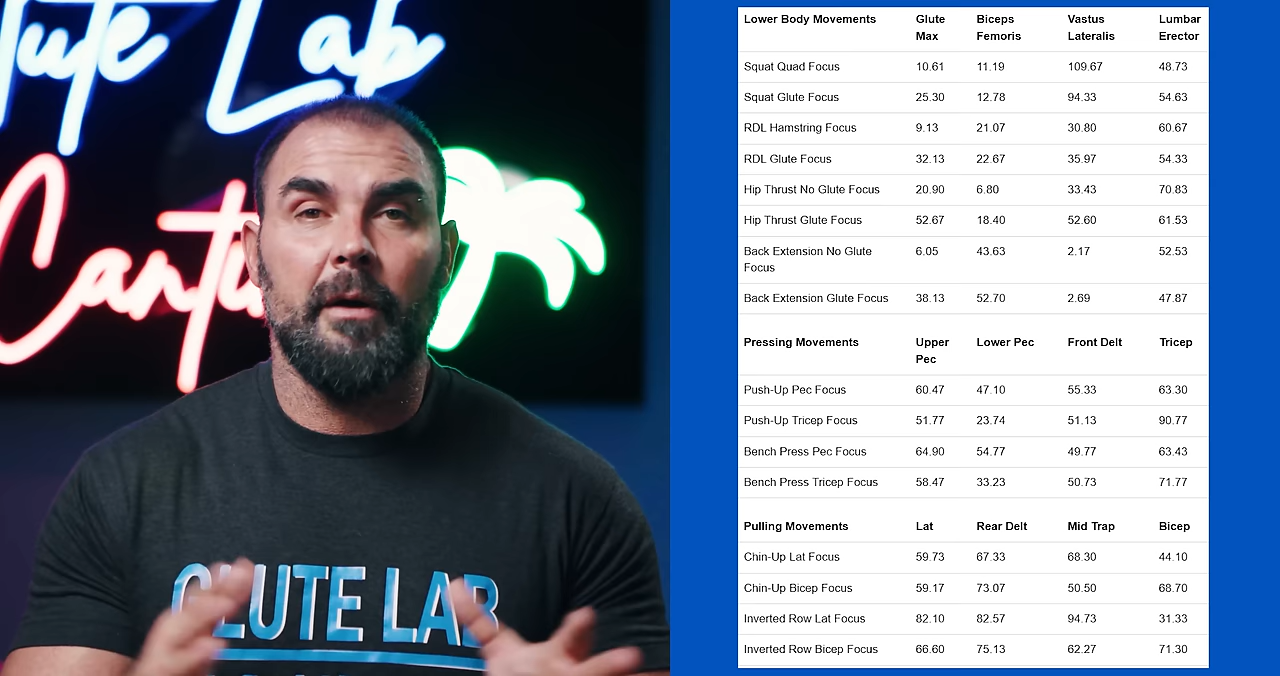 Lute Lab
Cantin
GLUTE LAB
Lower Body Movements Glute Max Biceps Femoris Vastus Lateralis Lumbar Erector
Squat Quad Focus 10.61 11.19 109.67 48.73
Squat Glute Focus 25.30 12.78 94.33 54.63
RDL Hamstring Focus 9.13 21.07 30.80 60.67
RDL Glute Focus 32.13 22.67 35.97 54.33
Hip Thrust No Glute Focus 20.90 6.80 33.43 70.83
Hip Thrust Glute Focus 52.67 18.40 52.60 61.53
Back Extension No Glute Focus 6.05 43.63 2.17 52.53
Back Extension Glute Focus 38.13 52.70 2.69 47.87
Pressing Movements Upper Pec Lower Pec Front Delt Tricep
Push-Up Pec Focus 60.47 47.10 55.33 63.30
Push-Up Tricep Focus 51.77 23.74 51.13 90.77
Bench Press Pec Focus 64.90 54.77 49.77 63.43
Bench Press Tricep Focus 58.47 33.23 50.73 71.77
Pulling Movements Lat Rear Delt Mid Trap Bicep
Chin-Up Lat Focus 59.73 67.33 68.30 44.10
Chin-Up Bicep Focus 59.17 73.07 50.50 68.70
Inverted Row Lat Focus 82.10 82.57 94.73 31.33
Inverted Row Bicep Focus 66.60 75.13 62.27 71.30